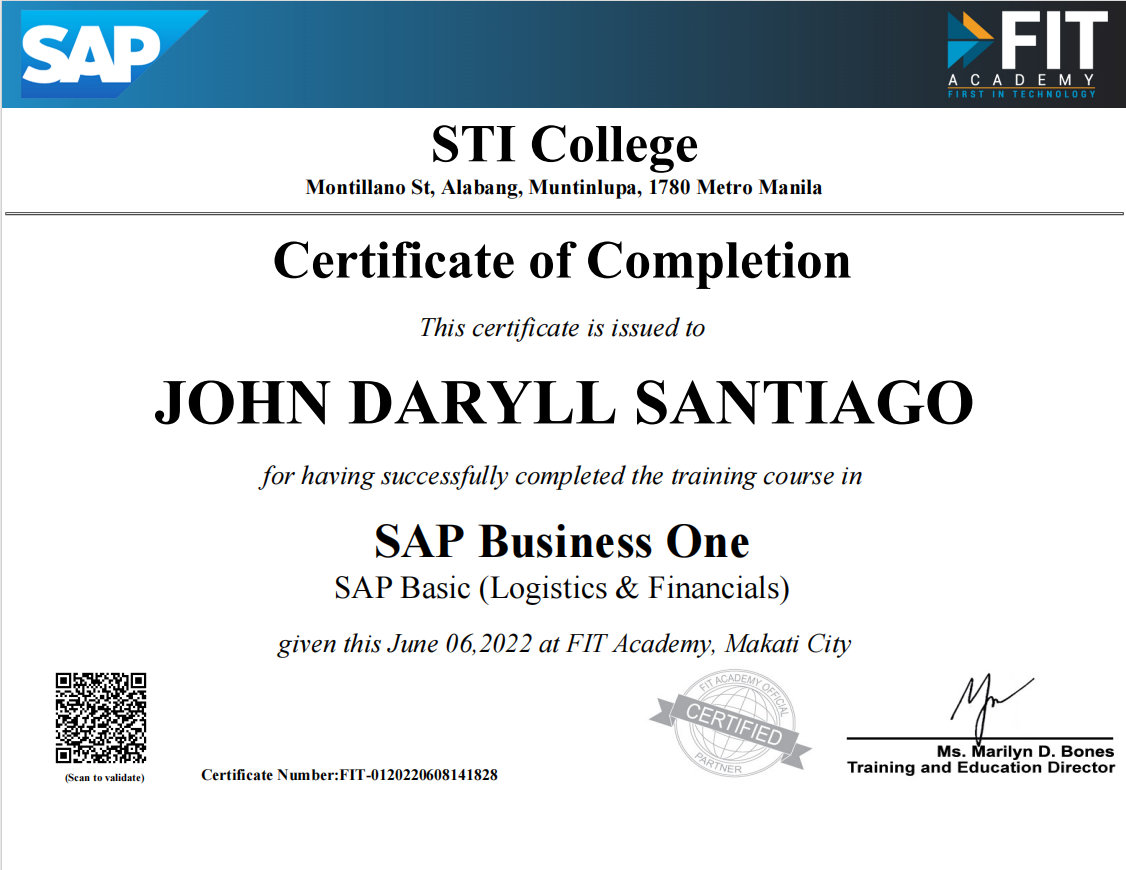 SAP
FIT
ACADEMY
FIRST IN TECHNOLOGY
STI College
Montillano St, Alabang, Muntinlupa, 1780 Metro Manila
Certificate of Completion
This certificate is issued to
JOHN DARYLL SANTIAGO
for having successfully completed the training course in
SAP Business One
SAP Basic (Logistics & Financials)
given this June 06,2022 at FIT Academy, Makati City
FIT ACADEMY OFFICIAL
CERTIFIED
PARTNER
Ms. Marilyn D. Bones
Training and Education Director
(Scan to validate)
Certificate Number:FIT-0120220608141828